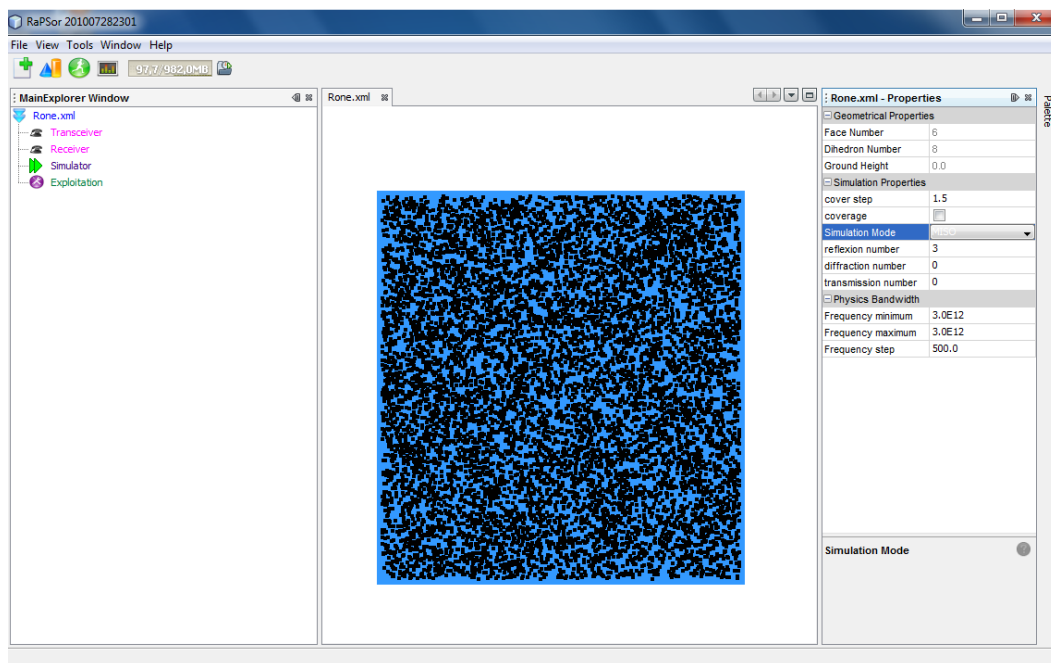 RaPSor 201007282301
File View Tools Window Help
97,7/982,0MB
MainExplorer Window
Rone.xml
Transceiver
Receiver
Simulator
Exploitation
Rone.xml
Rone.xml - Properties
Geometrical Properties
Face Number 6
Dihedron Number 8
Ground Height 0.0
Simulation Properties
cover step 1.5
coverage
Simulation Mode
reflexion number 3
diffraction number 0
transmission number 0
Physics Bandwidth
Frequency minimum 3.0E12
Frequency maximum 3.0E12
Frequency step 500.0
Simulation Mode
Palette